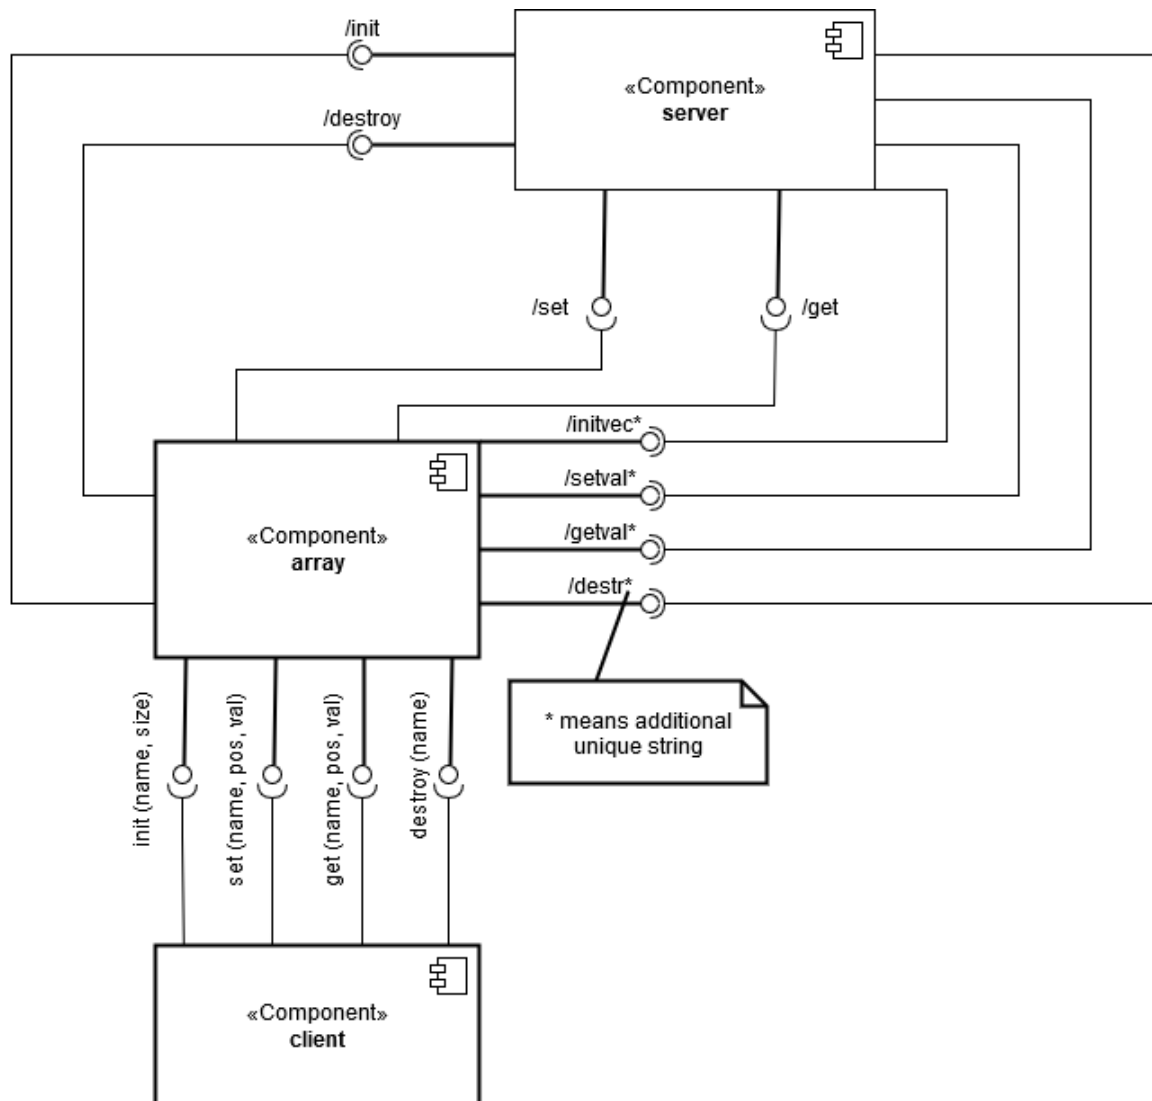 /init
«Component»
server
/destroy
/set
/get
/initvec*
/setval*
«Component»
array
/getval*
/destr*
init (name, size)
set (name, pos, val)
get (name, pos, val)
destroy (name)
* means additional
unique string
«Component»
client